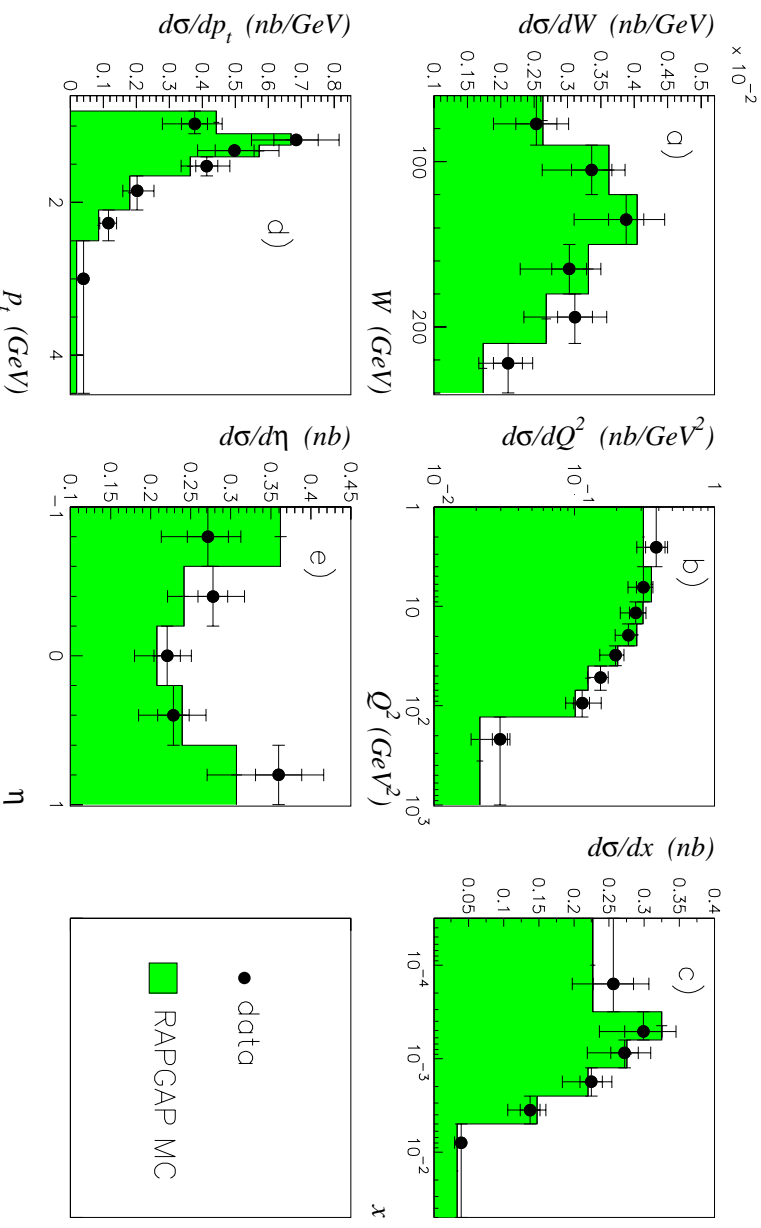 dσ/dW (nb/GeV)
× 10⁻²
0.5
0.45
0.4
0.35
0.3
0.25
0.2
0.15
0.1
a)
100 200
W (GeV)
dσ/dQ² (nb/GeV²)
1
10⁻¹
10⁻²
b)
1 10 10² 10³
Q² (GeV²)
dσ/dx (nb)
0.4
0.35
0.3
0.25
0.2
0.15
0.1
0.05
c)
10⁻⁴ 10⁻³ 10⁻²
x
dσ/dpₜ (nb/GeV)
0.8
0.7
0.6
0.5
0.4
0.3
0.2
0.1
0
d)
2 4
pₜ (GeV)
dσ/dη (nb)
0.45
0.4
0.35
0.3
0.25
0.2
0.15
0.1
e)
-1 0 1
η
data
RAPGAP MC